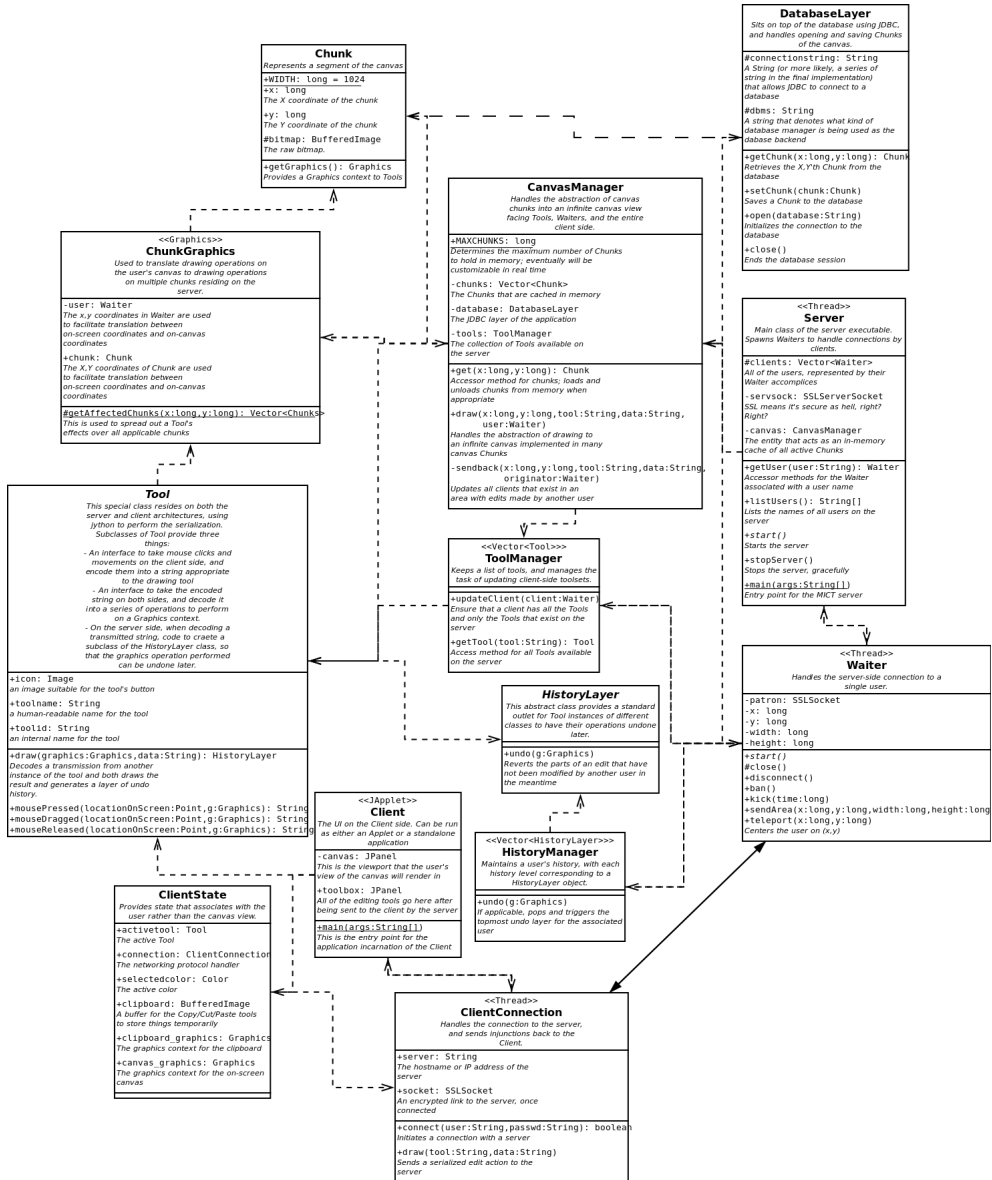 DatabaseLayer
Sits on top of the database using JDBC,
and handles opening and saving Chunks
of the canvas.
#connectionstring: String
A String (or more likely, a series of
string in the final implementation)
that allows JDBC to connect to a
database
#dbms: String
A string that denotes what kind of
database manager is being used as the
dabase backend
+getChunk(x:long,y:long): Chunk
Retrieves the X,Y'th Chunk from the
database
+setChunk(chunk:Chunk)
Saves a Chunk to the database
+open(database:String)
Initializes the connection to the
database
+close()
Ends the database session
Chunk
Represents a segment of the canvas
+WIDTH: long = 1024
+x: long
The X coordinate of the chunk
+y: long
The Y coordinate of the chunk
#bitmap: BufferedImage
The raw bitmap.
+getGraphics(): Graphics
Provides a Graphics context to Tools
CanvasManager
Handles the abstraction of canvas
chunks into an infinite canvas view
facing Tools, Waiters, and the entire
client side.
+MAXCHUNKS: long
Determines the maximum number of Chunks
to hold in memory; eventually will be
customizable in real time
-chunks: Vector<Chunk>
The Chunks that are cached in memory
-database: DatabaseLayer
The JDBC layer of the application
-tools: ToolManager
The collection of Tools available on
the server
+get(x:long,y:long): Chunk
Accessor method for chunks; loads and
unloads chunks from memory when
appropriate
+draw(x:long,y:long,tool:String,data:String,
user:Waiter)
Handles the abstraction of drawing to
an infinite canvas implemented in many
canvas Chunks
-sendback(x:long,y:long,tool:String,data:String,
originator:Waiter)
Updates all clients that exist in an
area with edits made by another user
<<Graphics>>
ChunkGraphics
Used to translate drawing operations on
the user's canvas to drawing operations
on multiple chunks residing on the
server.
-user: Waiter
The x,y coordinates in Waiter are used
to facilitate translation between
on-screen coordinates and on-canvas
coordinates
+chunk: Chunk
The X,Y coordinates of Chunk are used
to facilitate translation between
on-screen coordinates and on-canvas
coordinates
#getAffectedChunks(x:long,y:long): Vector<Chunks>
This is used to spread out a Tool's
effects over all applicable chunks
<<Thread>>
Server
Main class of the server executable.
Spawns Waiters to handle connections by
clients.
#clients: Vector<Waiter>
All of the users, represented by their
Waiter accomplices
-servsock: SSLServerSocket
SSL means it's secure as hell, right?
Right?
-canvas: CanvasManager
The entity that acts as an in-memory
cache of all active Chunks
+getUser(user:String): Waiter
Accessor methods for the Waiter
associated with a user name
+listUsers(): String[]
Lists the names of all users on the
server
+start()
Starts the server
+stopServer()
Stops the server, gracefully
+main(args:String[])
Entry point for the MICT server
Tool
This special class resides on both the
server and client architectures, using
jython to perform the serialization.
Subclasses of Tool provide three
things:
- An interface to take mouse clicks and
movements on the client side, and
encode them into a string appropriate
to the drawing tool
- An interface to take the encoded
string on both sides, and decode it
into a series of operations to perform
on a Graphics context.
- On the server side, when decoding a
transmitted string, code to craete a
subclass of the HistoryLayer class, so
that the graphics operation performed
can be undone later.
+icon: Image
an image suitable for the tool's button
+toolname: String
a human-readable name for the tool
+toolid: String
an internal name for the tool
+draw(graphics:Graphics,data:String): HistoryLayer
Decodes a transmission from another
instance of the tool and both draws the
result and generates a layer of undo
history.
+mousePressed(locationOnScreen:Point,g:Graphics): String
+mouseDragged(locationOnScreen:Point,g:Graphics): String
+mouseReleased(locationOnScreen:Point,g:Graphics): String
<<Vector<Tool>>>
ToolManager
Keeps a list of tools, and manages the
task of updating client-side toolsets.
+updateClient(client:Waiter)
Ensure that a client has all the Tools
and only the Tools that exist on the
server
+getTool(tool:String): Tool
Access method for all Tools available
on the server
<<Thread>>
Waiter
Handles the server-side connection to a
single user.
-patron: SSLSocket
-x: long
-y: long
-width: long
-height: long
+start()
#close()
+disconnect()
+ban()
+kick(time:long)
+sendArea(x:long,y:long,width:long,height:long
+teleport(x:long,y:long)
Centers the user on (x,y)
HistoryLayer
This abstract class provides a standard
outlet for Tool instances of different
classes to have their operations undone
later.
+undo(g:Graphics)
Reverts the parts of an edit that have
not been modified by another user in
the meantime
<<JApplet>>
Client
The UI on the Client side. Can be run
as either an Applet or a standalone
application
-canvas: JPanel
This is the viewport that the user's
view of the canvas will render in
+toolbox: JPanel
All of the editing tools go here after
being sent to the client by the server
+main(args:String[])
This is the entry point for the
application incarnation of the Client
<<Vector<HistoryLayer>>>
HistoryManager
Maintains a user's history, with each
history level corresponding to a
HistoryLayer object.
+undo(g:Graphics)
If applicable, pops and triggers the
topmost undo layer for the associated
user
ClientState
Provides state that associates with the
user rather than the canvas view.
+activetool: Tool
The active Tool
+connection: ClientConnection
The networking protocol handler
+selectedcolor: Color
The active color
+clipboard: BufferedImage
A buffer for the Copy/Cut/Paste tools
to store things temporarily
+clipboard_graphics: Graphics
The graphics context for the clipboard
+canvas_graphics: Graphics
The graphics context for the on-screen
canvas
<<Thread>>
ClientConnection
Handles the connection to the server,
and sends injunctions back to the
Client.
+server: String
The hostname or IP address of the
server
+socket: SSLSocket
An encrypted link to the server, once
connected
+connect(user:String,passwd:String): boolean
Initiates a connection with a server
+draw(tool:String,data:String)
Sends a serialized edit action to the
server